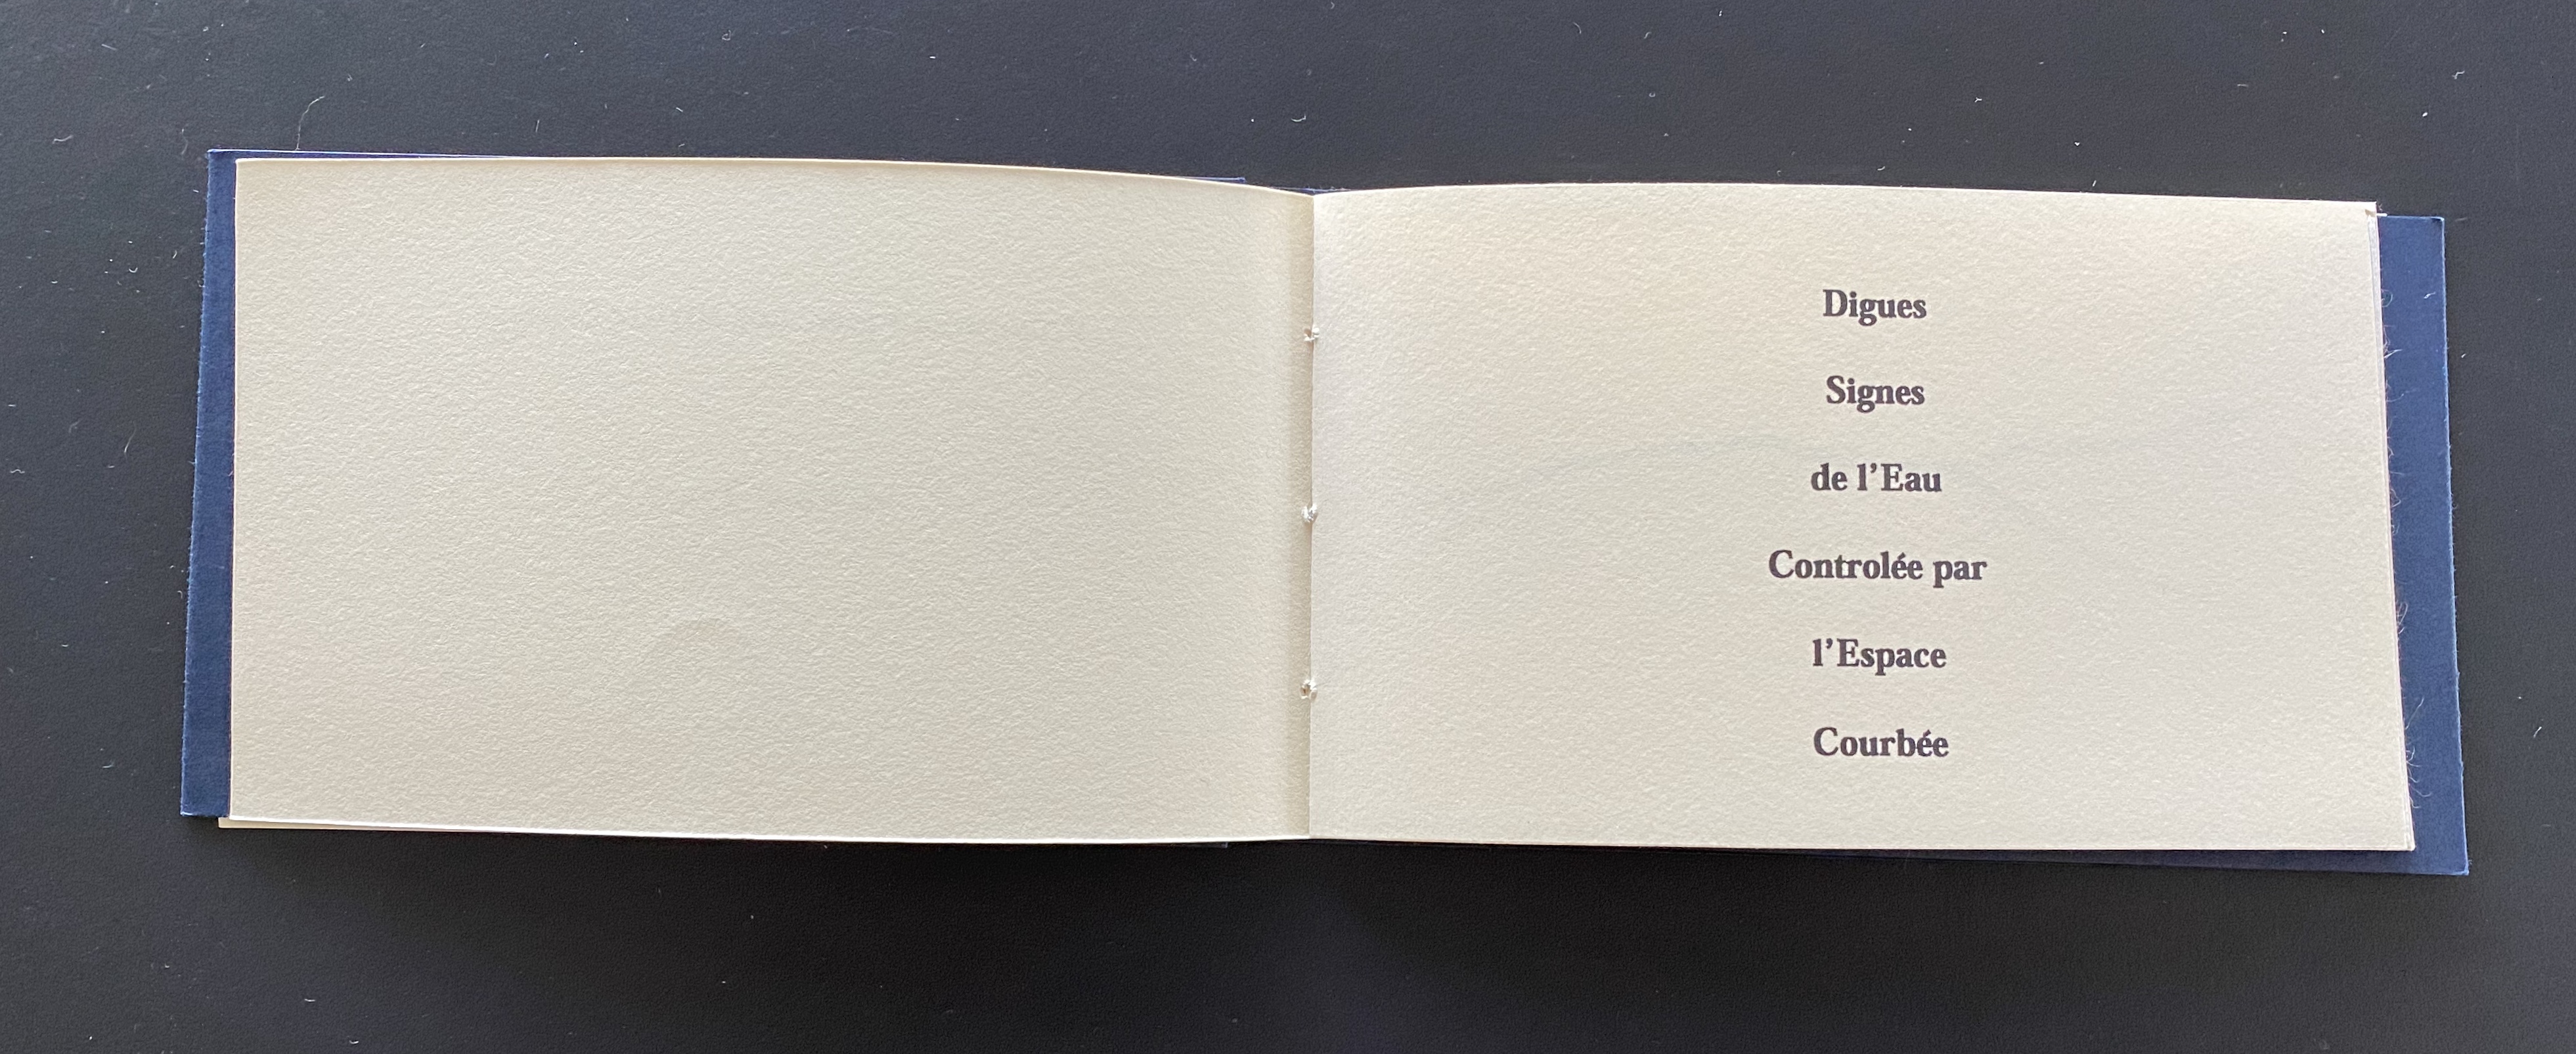 Digues
Signes
de l’Eau
Controlée par
l’Espace
Courbée